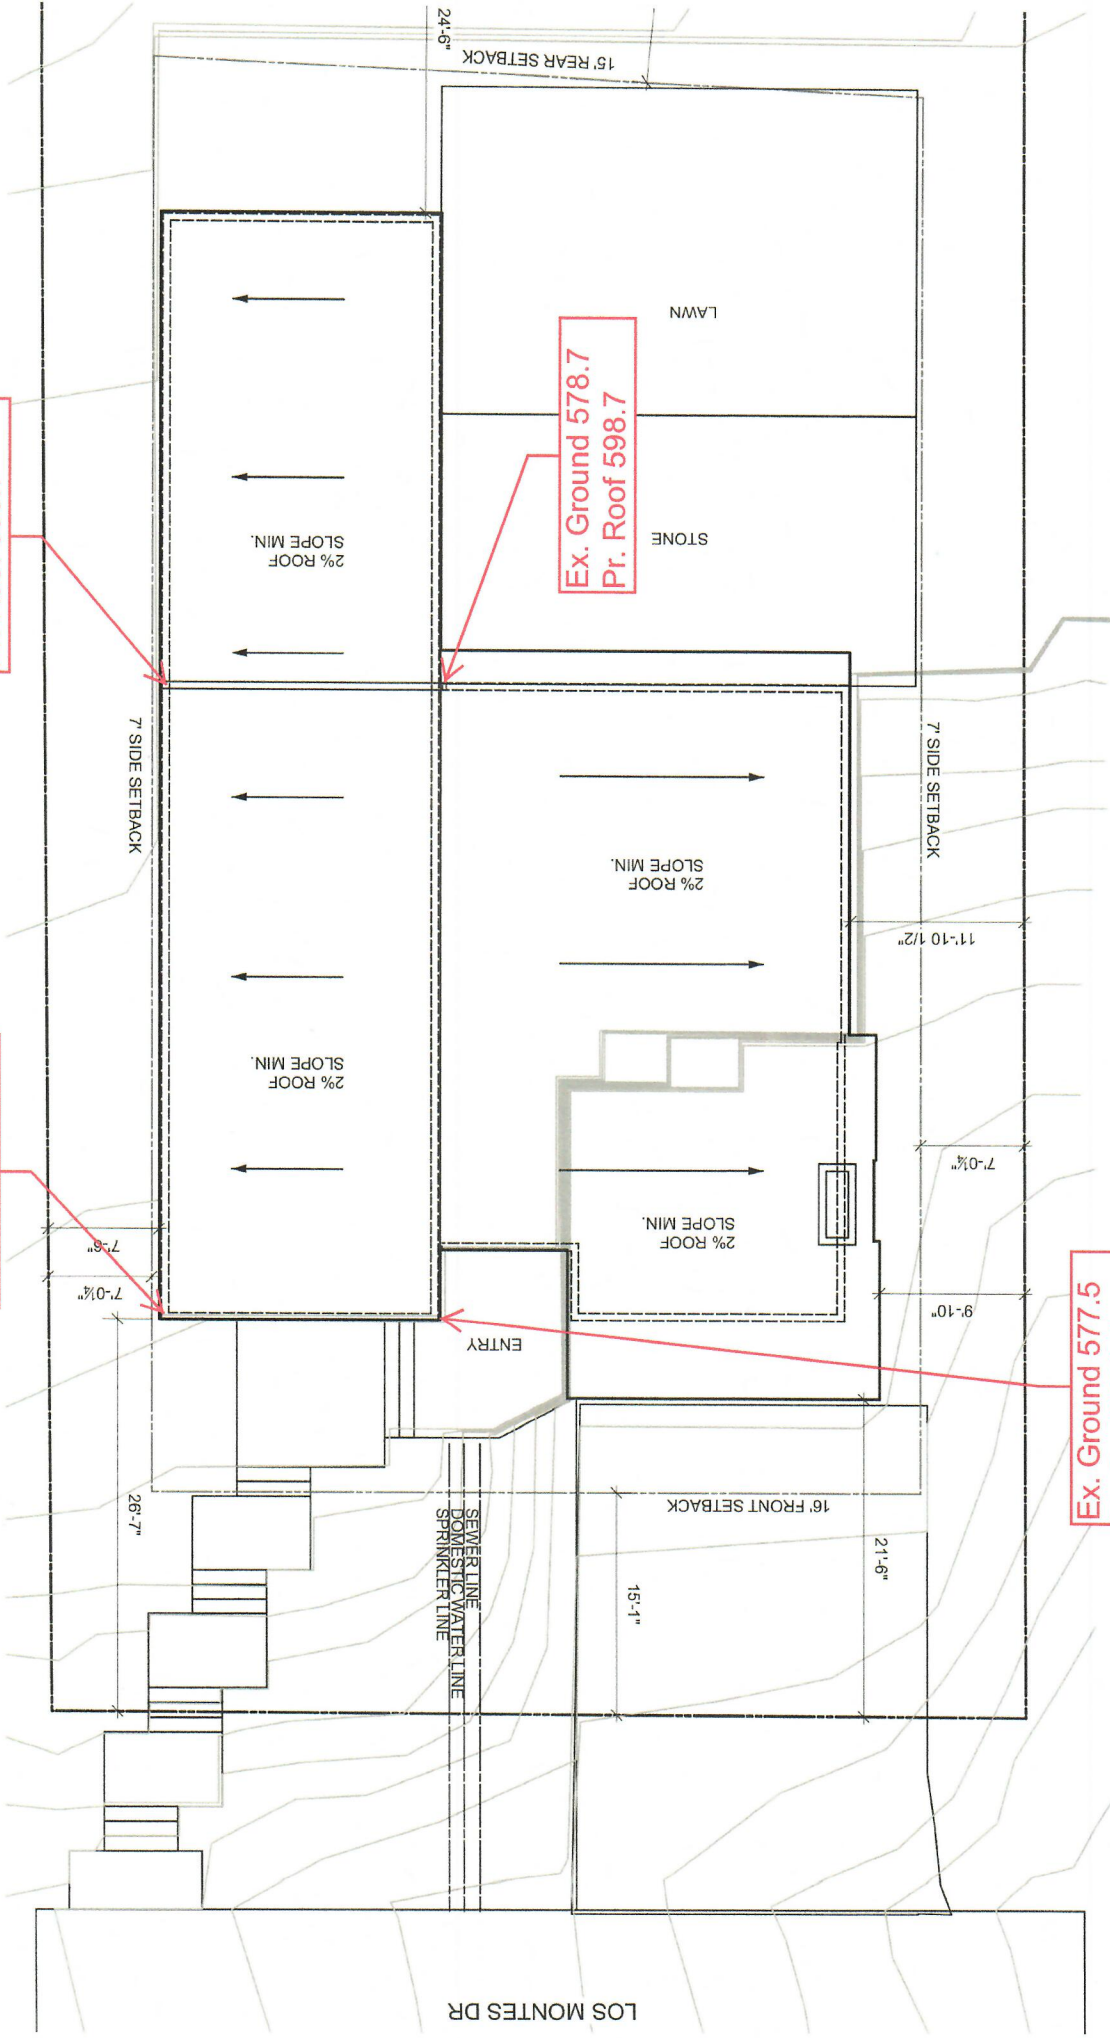 24'-6"
15' REAR SETBACK
LAWN
Ex. Ground 578.7
Pr. Roof 598.7
STONE
2% ROOF
SLOPE MIN.
7' SIDE SETBACK
7' SIDE SETBACK
2% ROOF
SLOPE MIN.
11'-10 1/2"
2% ROOF
SLOPE MIN.
7'-0¼"
2% ROOF
SLOPE MIN.
7'-6"
7'-0¼"
9'-10"
ENTRY
Ex. Ground 577.5
26'-7"
16' FRONT SETBACK
SEWER LINE
DOMESTIC WATER LINE
SPRINKLER LINE
21'-6"
15'-1"
LOS MONTES DR